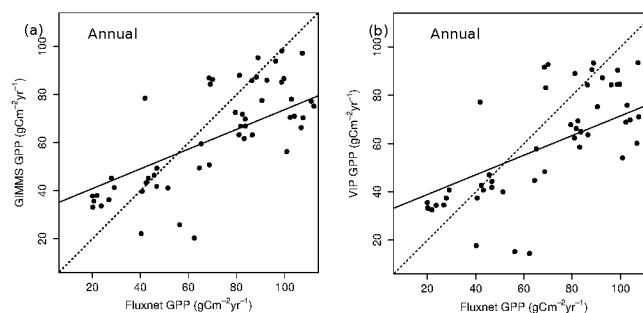 (a)
Annual
100
80
60
40
20
GIMMS GPP (gCm−2yr−1)
20 40 60 80 100
Fluxnet GPP (gCm−2yr−1)
(b)
Annual
100
80
60
40
20
VIP GPP (gCm−2yr−1)
20 40 60 80 100
Fluxnet GPP (gCm−2yr−1)